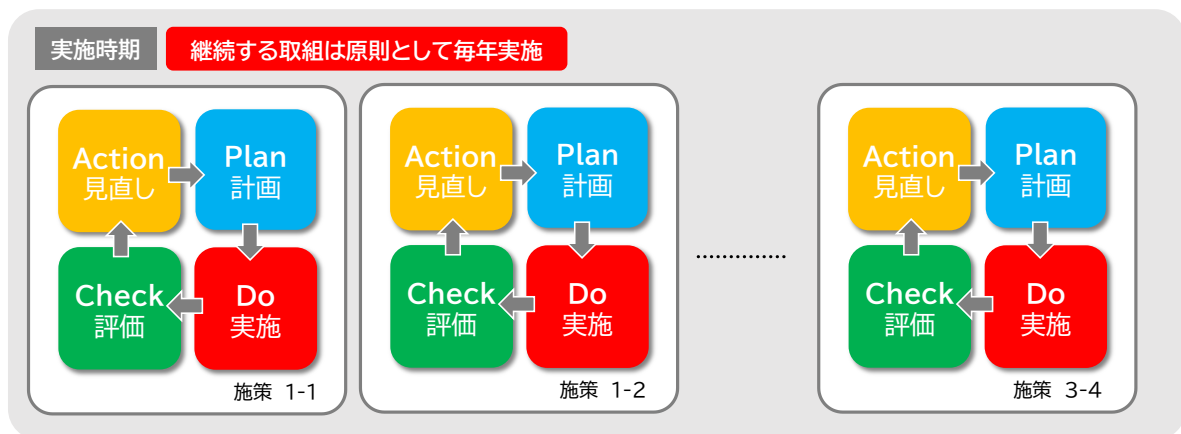 実施時期
継続する取組は原則として毎年実施
Action
見直し
Plan
計画
Check
評価
Do
実施
施策 1-1
Action
見直し
Plan
計画
Check
評価
Do
実施
施策 1-2
..............
Action
見直し
Plan
計画
Check
評価
Do
実施
施策 3-4